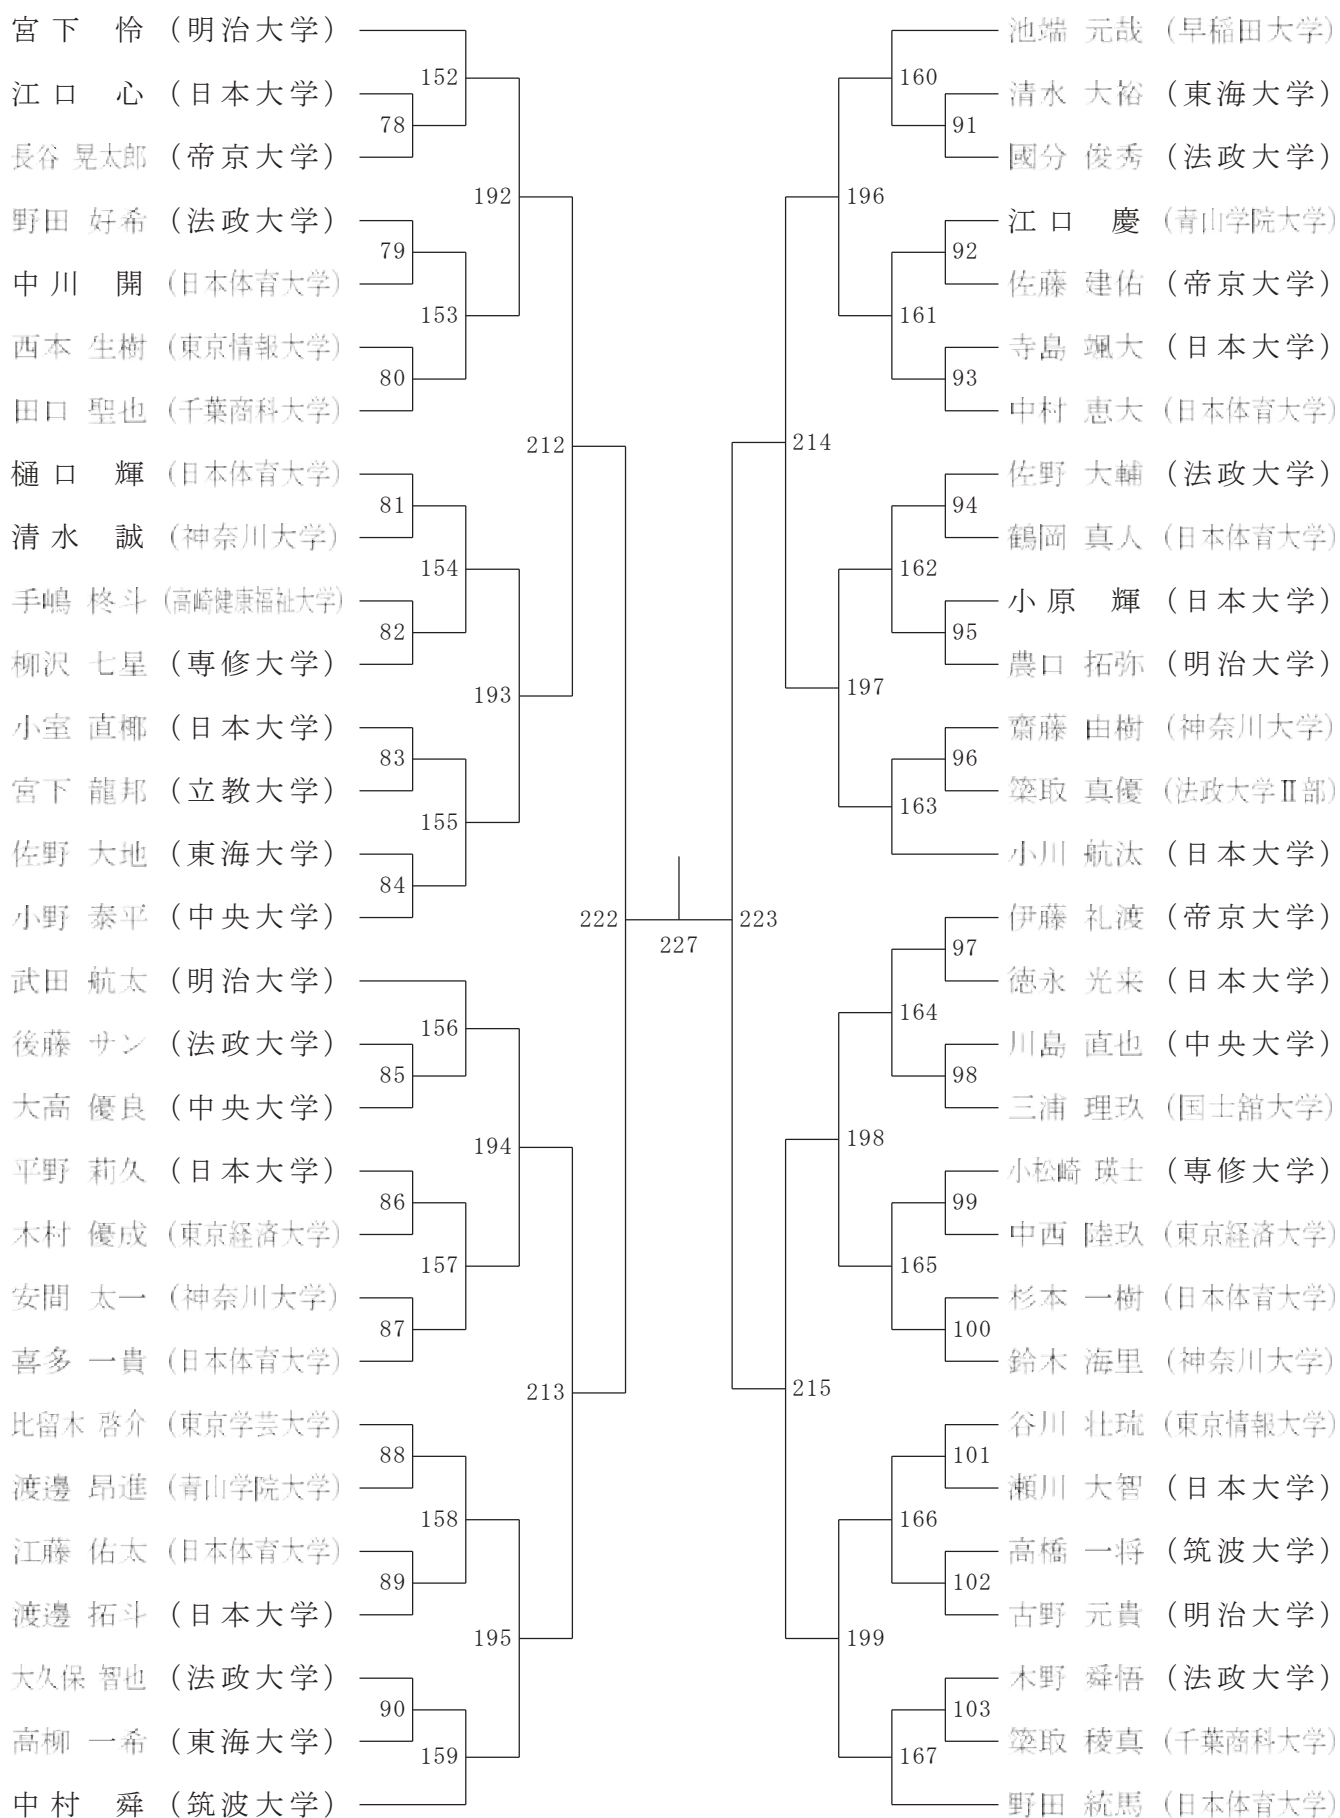 宮下 怜 (明治大学)
江口 心 (日本大学)
長谷 晃太郎 (帝京大学)
野田 好希 (法政大学)
中川 開 (日本体育大学)
西本 生樹 (東京情報大学)
田口 聖也 (千葉商科大学)
樋口 輝 (日本体育大学)
清水 誠 (神奈川大学)
手嶋 柊斗 (高崎健康福祉大学)
柳沢 七星 (専修大学)
小室 直椰 (日本大学)
宮下 龍邦 (立教大学)
佐野 大地 (東海大学)
小野 泰平 (中央大学)
武田 航太 (明治大学)
後藤 サン (法政大学)
大高 優良 (中央大学)
平野 莉久 (日本大学)
木村 優成 (東京経済大学)
安間 太一 (神奈川大学)
喜多 一貴 (日本体育大学)
比留木 啓介 (東京学芸大学)
渡邊 昂進 (青山学院大学)
江藤 佑太 (日本体育大学)
渡邊 拓斗 (日本大学)
大久保 智也 (法政大学)
高柳 一希 (東海大学)
中村 舜 (筑波大学)
152
78
192
79
153
80
212
81
154
82
193
83
155
84
222
227
223
156
85
194
86
157
87
213
88
158
89
195
90
159
160
91
196
92
161
93
214
94
162
95
197
96
163
97
164
98
198
99
165
100
215
101
166
102
199
103
167
池端 元哉 (早稲田大学)
清水 大裕 (東海大学)
國分 俊秀 (法政大学)
江口 慶 (青山学院大学)
佐藤 建佑 (帝京大学)
寺島 颯大 (日本大学)
中村 恵大 (日本体育大学)
佐野 大輔 (法政大学)
鶴岡 真人 (日本体育大学)
小原 輝 (日本大学)
農口 拓弥 (明治大学)
齋藤 由樹 (神奈川大学)
簗取 真優 (法政大学Ⅱ部)
小川 航汰 (日本大学)
伊藤 礼渡 (帝京大学)
徳永 光来 (日本大学)
川島 直也 (中央大学)
三浦 理玖 (国士舘大学)
小松崎 瑛士 (専修大学)
中西 陸玖 (東京経済大学)
杉本 一樹 (日本体育大学)
鈴木 海里 (神奈川大学)
谷川 壮琉 (東京情報大学)
瀬川 大智 (日本大学)
高橋 一将 (筑波大学)
古野 元貴 (明治大学)
木野 舜悟 (法政大学)
簗取 稜真 (千葉商科大学)
野田 統馬 (日本体育大学)